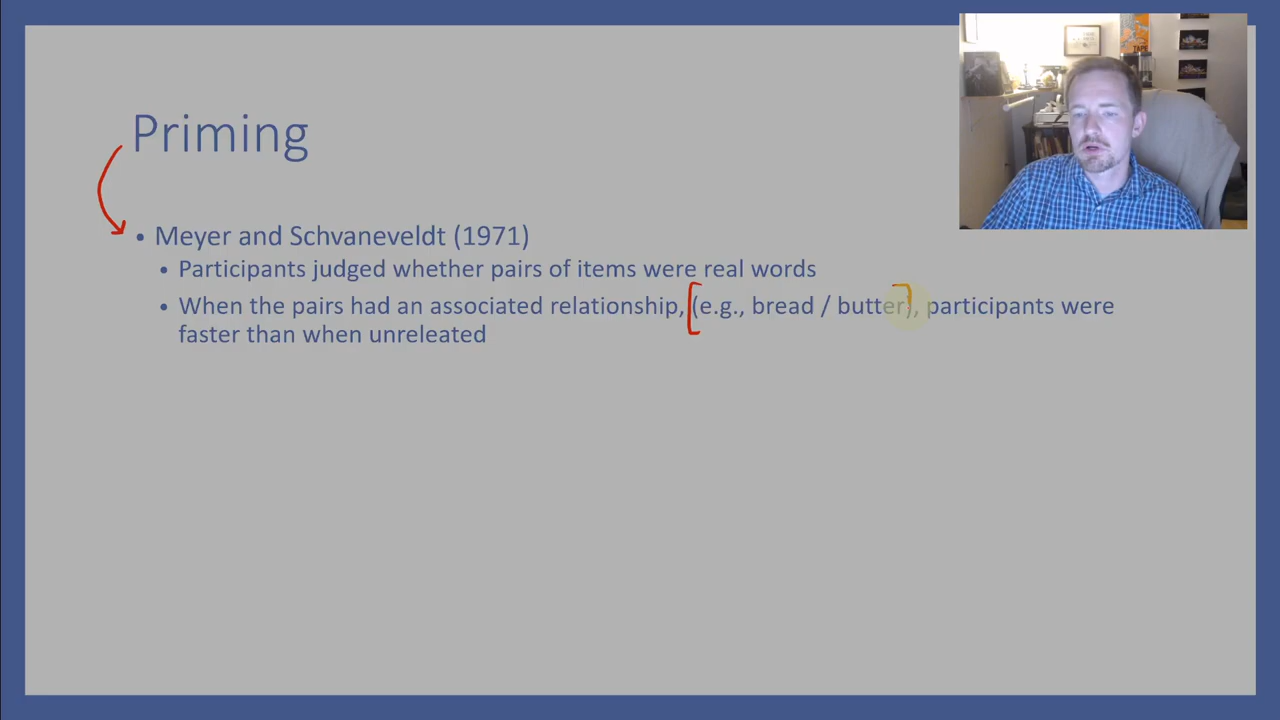 TAPE
Priming
• Meyer and Schvaneveldt (1971)
• Participants judged whether pairs of items were real words
• When the pairs had an associated relationship, (e.g., bread / butter), participants were
faster than when unreleated